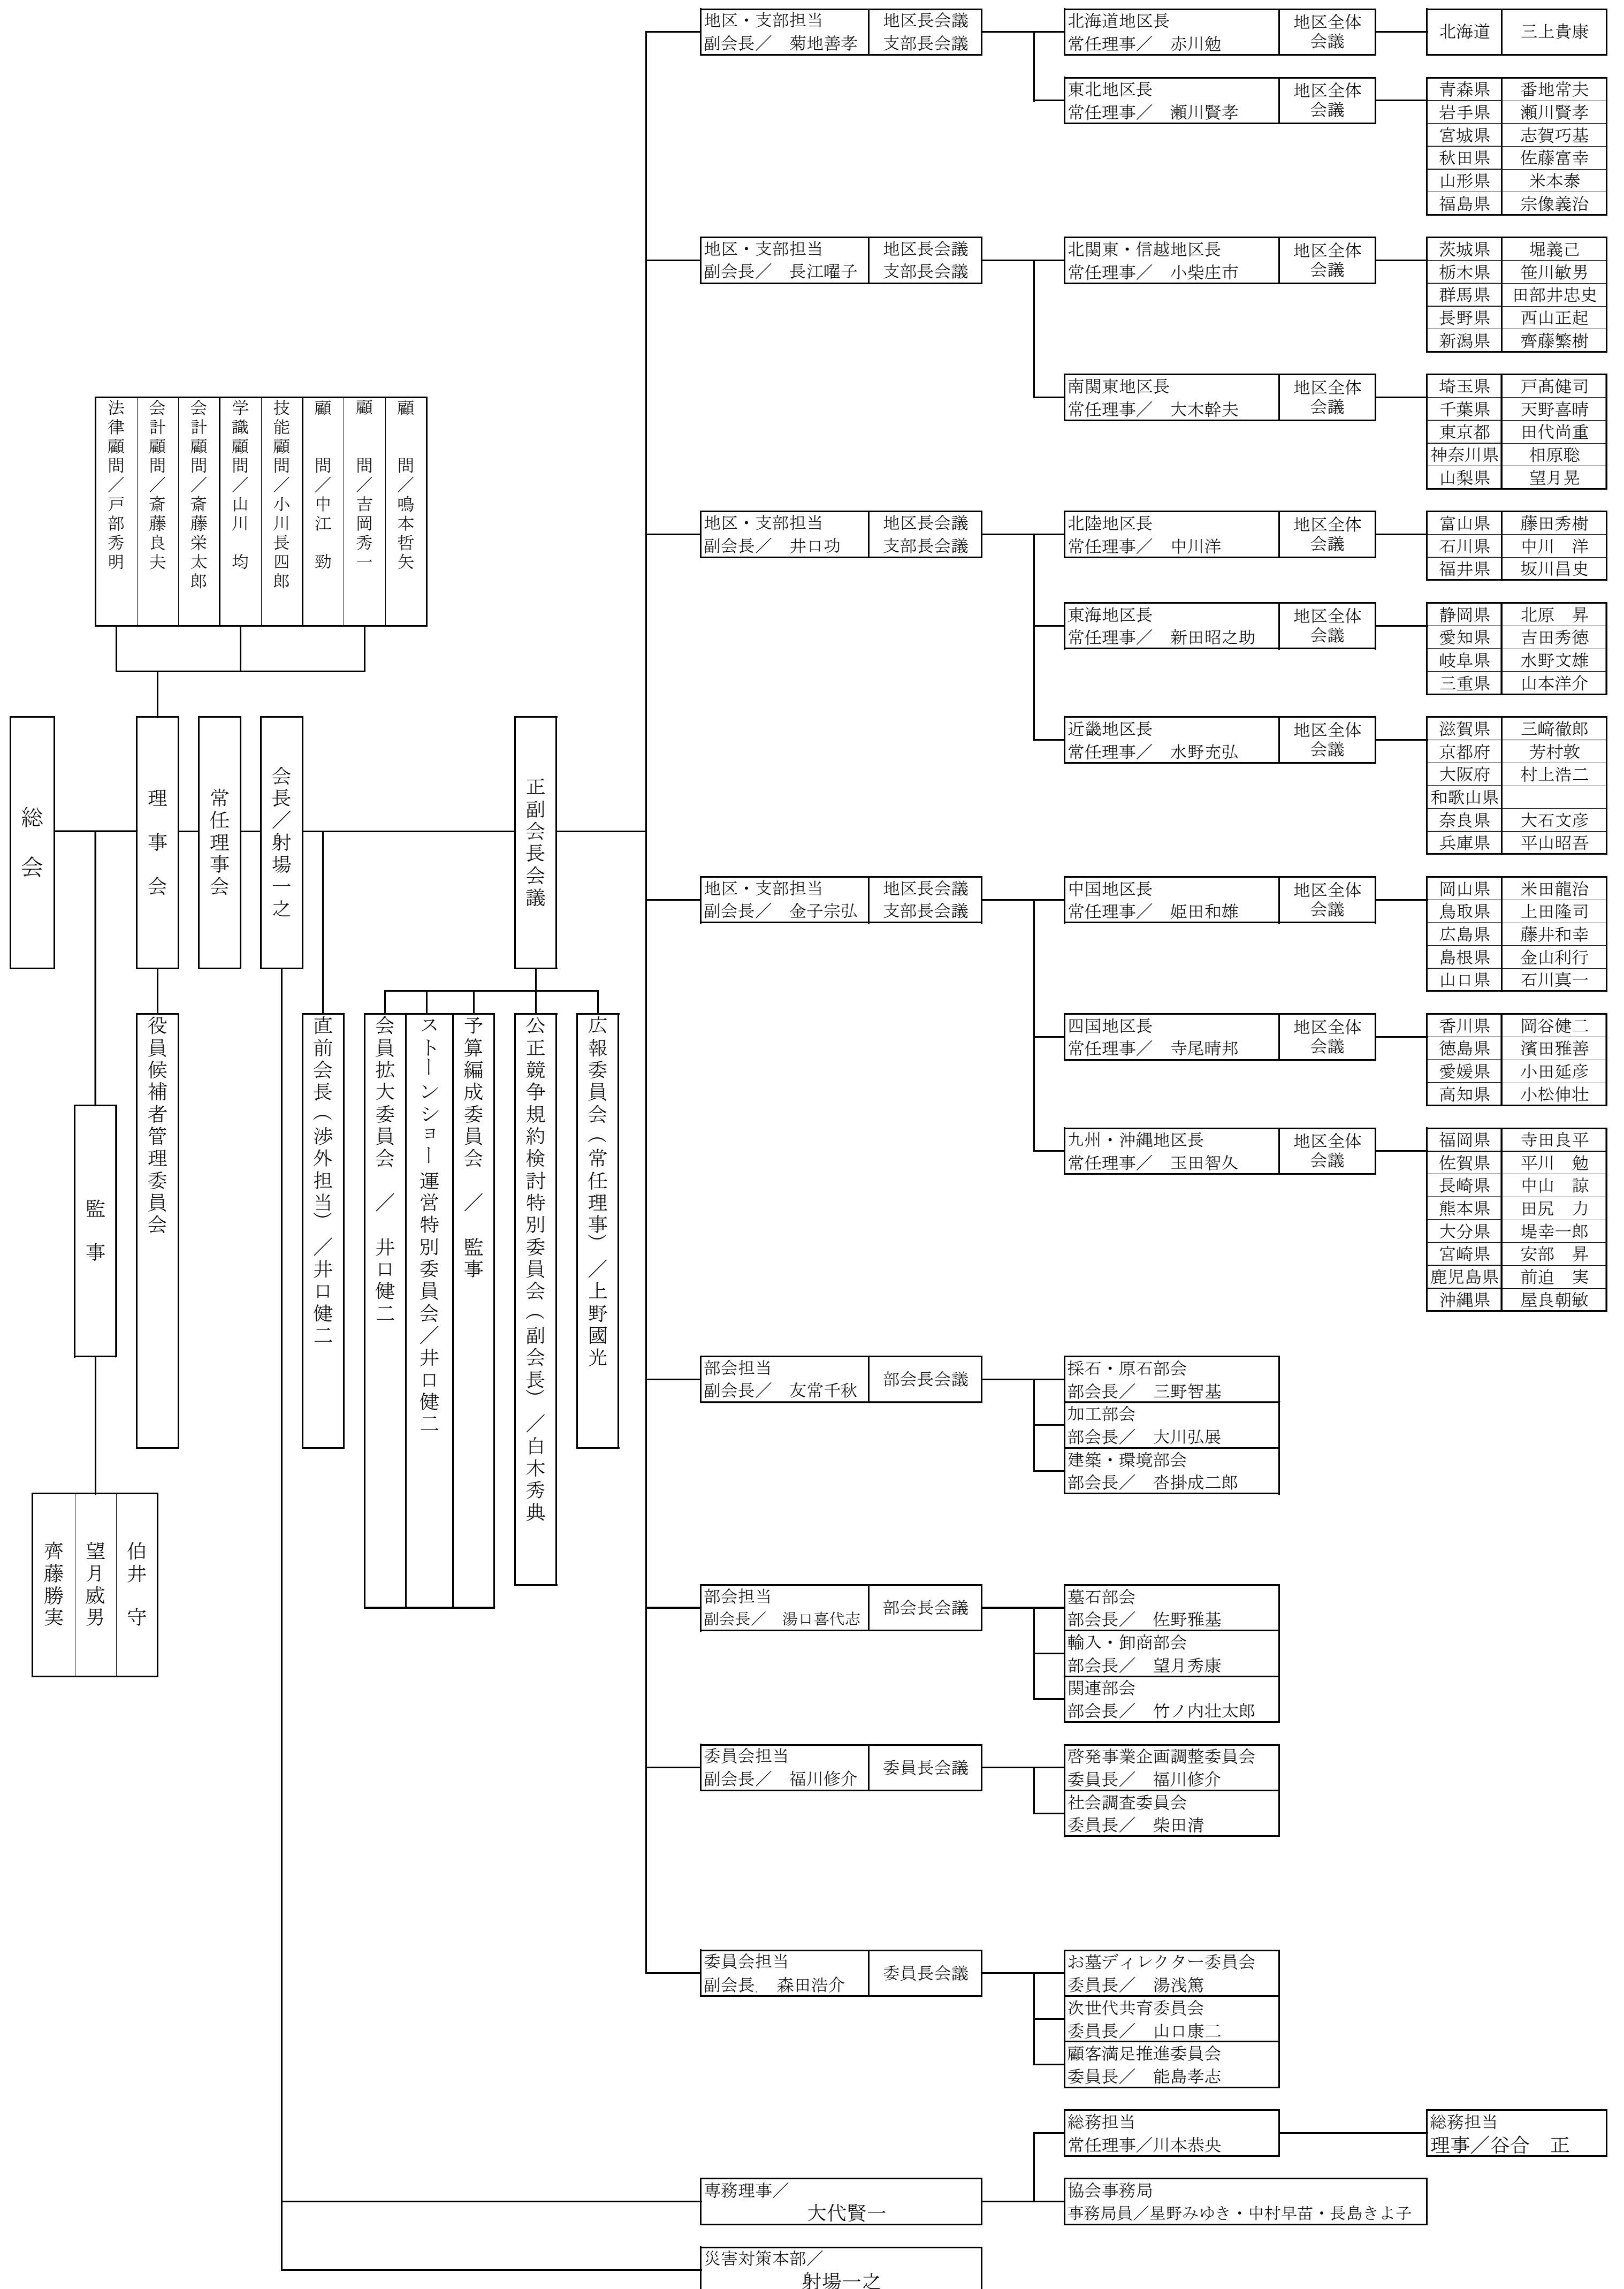 地区・支部担当
副会長／　菊地善孝
地区長会議
支部長会議
北海道地区長
常任理事／　赤川勉
地区全体
会議
北海道　三上貴康
東北地区長
常任理事／　瀬川賢孝
地区全体
会議
青森県　番地常夫
岩手県　瀬川賢孝
宮城県　志賀巧基
秋田県　佐藤富幸
山形県　米本泰
福島県　宗像義治
地区・支部担当
副会長／　長江曜子
地区長会議
支部長会議
北関東・信越地区長
常任理事／　小柴庄市
地区全体
会議
茨城県　堀義己
栃木県　笹川敏男
群馬県　田部井忠史
長野県　西山正起
新潟県　齊藤繁樹
南関東地区長
常任理事／　大木幹夫
地区全体
会議
埼玉県　戸髙健司
千葉県　天野喜晴
東京都　田代尚重
神奈川県　相原聡
山梨県　望月晃
法律顧問／戸部秀明
会計顧問／斎藤良夫
会計顧問／斎藤栄太郎
学識顧問／山川　均
技能顧問／小川長四郎
顧　問／中江　勁
顧　問／吉岡秀一
顧　問／鳴本哲矢
地区・支部担当
副会長／　井口功
地区長会議
支部長会議
北陸地区長
常任理事／　中川洋
地区全体
会議
富山県　藤田秀樹
石川県　中川　洋
福井県　坂川昌史
東海地区長
常任理事／　新田昭之助
地区全体
会議
静岡県　北原　昇
愛知県　吉田秀徳
岐阜県　水野文雄
三重県　山本洋介
近畿地区長
常任理事／　水野充弘
地区全体
会議
滋賀県　三﨑徹郎
京都府　芳村敦
大阪府　村上浩二
和歌山県
奈良県　大石文彦
兵庫県　平山昭吾
総　会
理　事　会
常任理事会
会長／射場一之
正副会長会議
地区・支部担当
副会長／　金子宗弘
地区長会議
支部長会議
中国地区長
常任理事／　姫田和雄
地区全体
会議
岡山県　米田龍治
鳥取県　上田隆司
広島県　藤井和幸
島根県　金山利行
山口県　石川真一
四国地区長
常任理事／　寺尾晴邦
地区全体
会議
香川県　岡谷健二
徳島県　濱田雅善
愛媛県　小田延彦
高知県　小松伸壮
九州・沖縄地区長
常任理事／　玉田智久
地区全体
会議
福岡県　寺田良平
佐賀県　平川　勉
長崎県　中山　諒
熊本県　田尻　力
大分県　堤幸一郎
宮崎県　安部　昇
鹿児島県　前迫　実
沖縄県　屋良朝敏
監　事
役員候補者管理委員会
直前会長（渉外担当）／井口健二
会員拡大委員会　／　井口健二
ストーンショー運営特別委員会／井口健二
予算編成委員会　／　監事
公正競争規約検討特別委員会（副会長）／白木秀典
広報委員会（常任理事）／上野國光
齊藤勝実
望月威男
伯井　守
部会担当
副会長／　友常千秋
部会長会議
採石・原石部会
部会長／　三野智基
加工部会
部会長／　大川弘展
建築・環境部会
部会長／　沓掛成二郎
部会担当
副会長／　湯口喜代志
部会長会議
墓石部会
部会長／　佐野雅基
輸入・卸商部会
部会長／　望月秀康
関連部会
部会長／　竹ノ内壮太郎
委員会担当
副会長／　福川修介
委員長会議
啓発事業企画調整委員会
委員長／　福川修介
社会調査委員会
委員長／　柴田清
委員会担当
副会長　森田浩介
委員長会議
お墓ディレクター委員会
委員長／　湯浅篤
次世代共育委員会
委員長／　山口康二
顧客満足推進委員会
委員長／　能島孝志
総務担当
常任理事／川本恭央
総務担当
理事／谷合　正
専務理事／
大代賢一
協会事務局
事務局員／星野みゆき・中村早苗・長島きよ子
災害対策本部／
射場一之